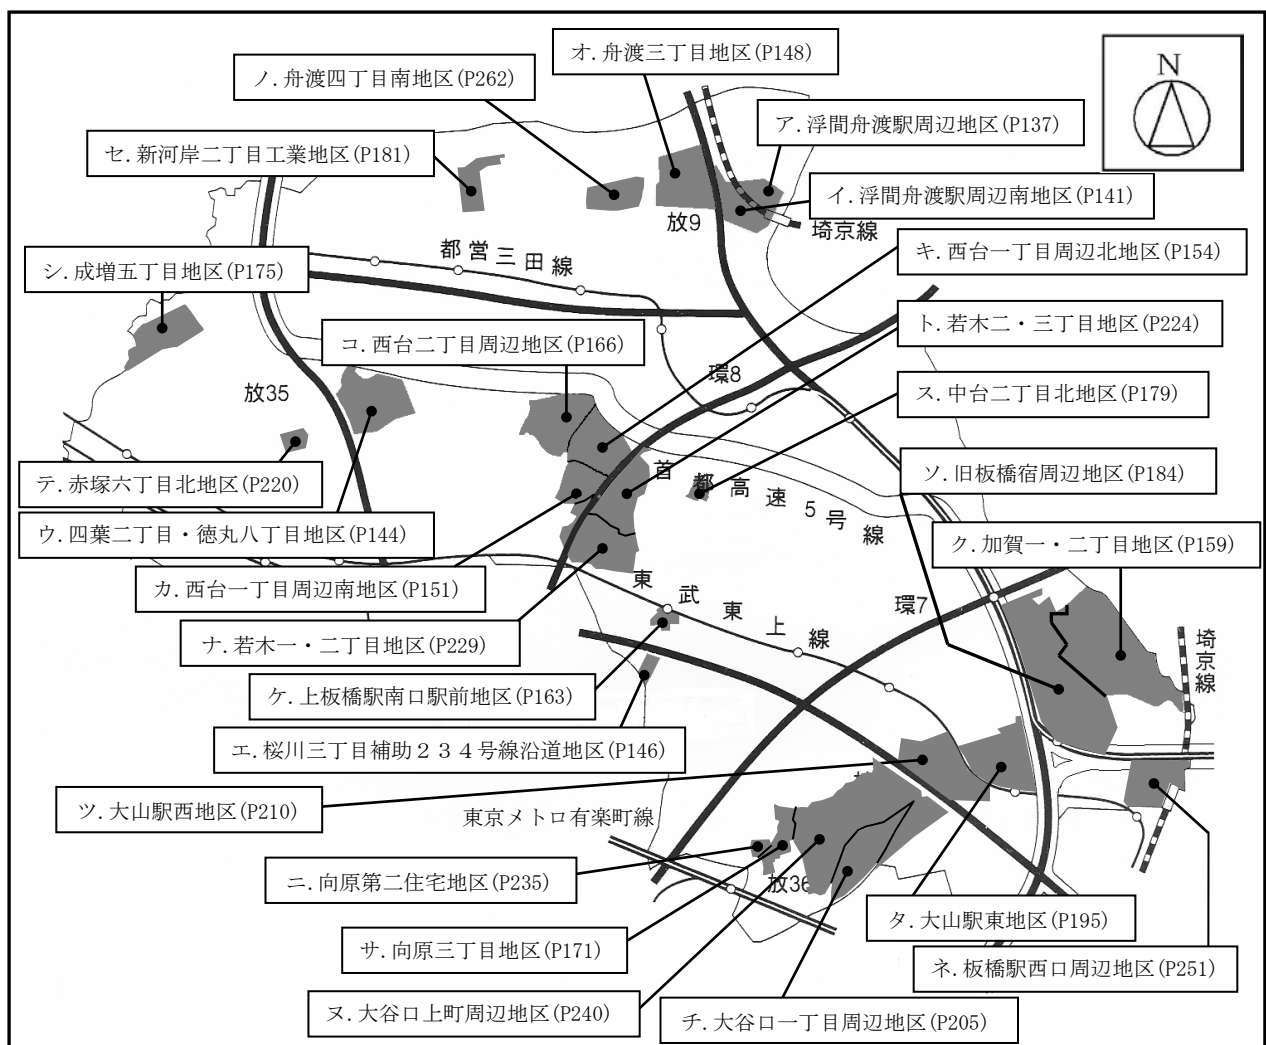 オ．舟渡三丁目地区(P148)
N
ノ．舟渡四丁目南地区(P262)
ア．浮間舟渡駅周辺地区(P137)
セ．新河岸二丁目工業地区(P181)
イ．浮間舟渡駅周辺南地区(P141)
放9
埼京線
都営三田線
キ．西台一丁目周辺北地区(P154)
シ．成増五丁目地区(P175)
ト．若木二・三丁目地区(P224)
コ．西台二丁目周辺地区(P166)
環8
放35
ス．中台二丁目北地区(P179)
首都高速5号線
ソ．旧板橋宿周辺地区(P184)
テ．赤塚六丁目北地区(P220)
ウ．四葉二丁目・徳丸八丁目地区(P144)
ク．加賀一・二丁目地区(P159)
カ．西台一丁目周辺南地区(P151)
東武東上線
環7
ナ．若木一・二丁目地区(P229)
埼京線
ケ．上板橋駅南口駅前地区(P163)
エ．桜川三丁目補助２３４号線沿道地区(P146)
ツ．大山駅西地区(P210)
東京メトロ有楽町線
ニ．向原第二住宅地区(P235)
放36
タ．大山駅東地区(P195)
サ．向原三丁目地区(P171)
ネ．板橋駅西口周辺地区(P251)
ヌ．大谷口上町周辺地区(P240)
チ．大谷口一丁目周辺地区(P205)